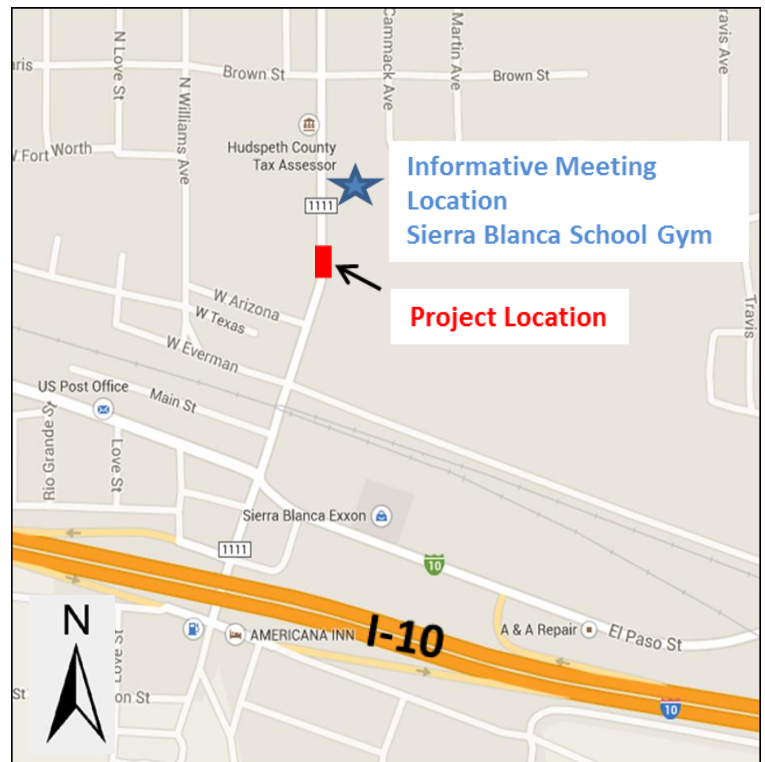 N Love St
N Williams Ave
Cammack Ave
Martin Ave
ravis Ave
ris
Brown St
Brown St
Hudspeth County
Tax Assessor
W Fort Worth
1111
Informative Meeting
Location
Sierra Blanca School Gym
Project Location
W Arizona
W Texas
Travis
W Everman
US Post Office
Main St
Rio Grande St
Love St
Sierra Blanca Exxon
1111
10
I-10
AMERICANA INN
A & A Repair
El Paso St
N
St
on St
10